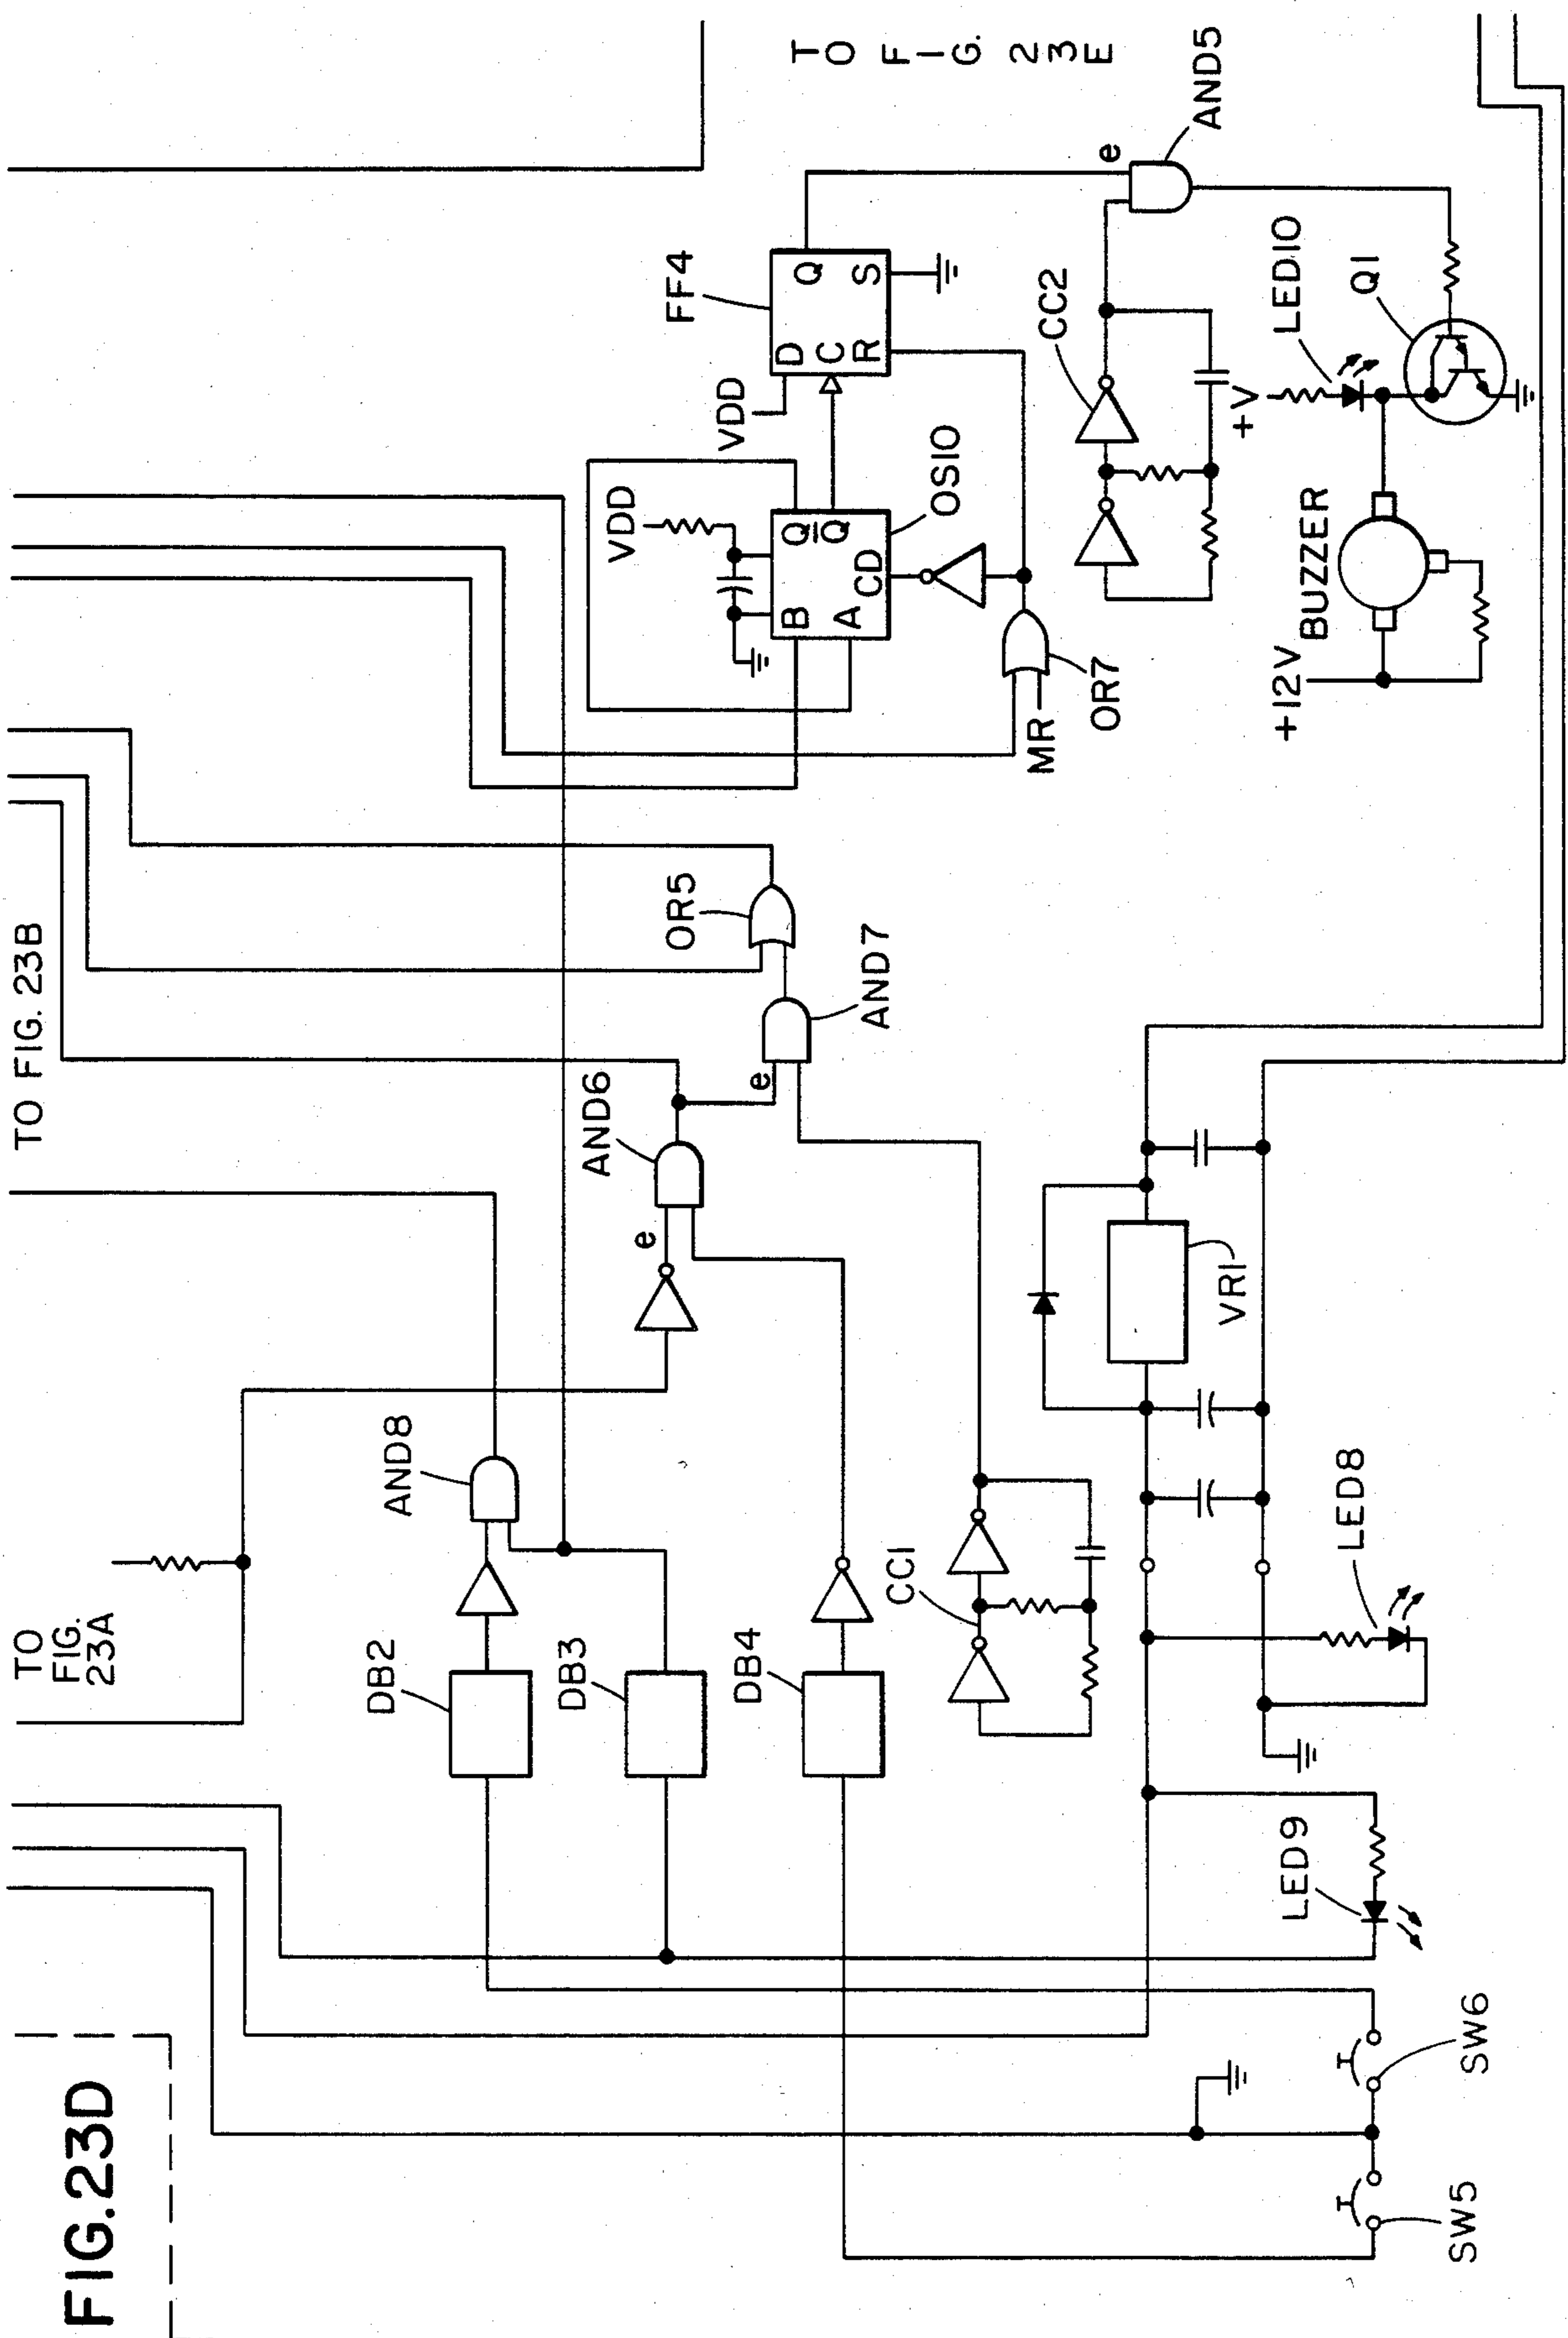 FIG.23D
TO
FIG.
23A
TO FIG. 23B
TO FIG. 23E
DB2
DB3
DB4
AND8
AND6
e
e
AND7
OR5
CC1
VR1
LED8
LED9
SW5
SW6
VDD
B
A
Q
Q̅
CD
OS10
MR
OR7
VDD
FF4
D
C
R
Q
S
CC2
e
AND5
+V
LED10
Q1
+12V
BUZZER